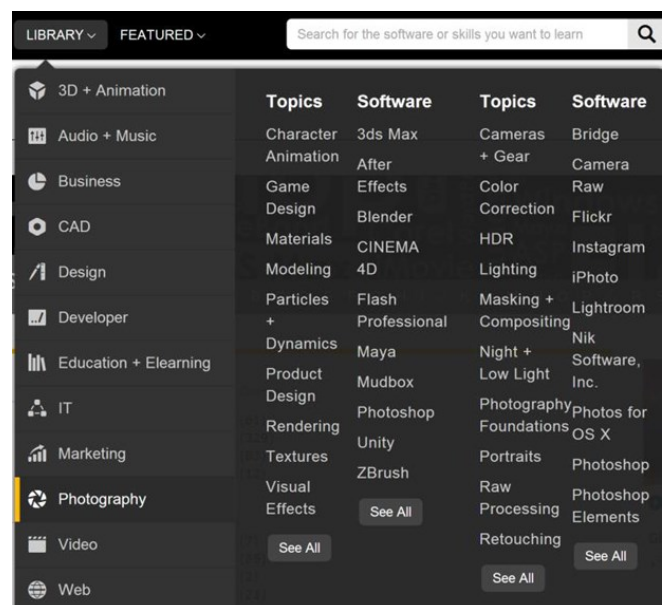 LIBRARY
FEATURED
Search for the software or skills you want to learn
3D + Animation
Audio + Music
Business
CAD
Design
Developer
Education + Elearning
IT
Marketing
Photography
Video
Web
Topics
Character
Animation
Game
Design
Materials
Modeling
Particles
+
Dynamics
Product
Design
Rendering
Textures
Visual
Effects
See All
Software
3ds Max
After
Effects
Blender
CINEMA
4D
Flash
Professional
Maya
Mudbox
Photoshop
Unity
ZBrush
See All
Topics
Cameras
+ Gear
Color
Correction
HDR
Lighting
Masking +
Compositing
Night +
Low Light
Photography
Foundations
Portraits
Raw
Processing
Retouching
See All
Software
Bridge
Camera
Raw
Flickr
Instagram
iPhoto
Lightroom
Nik
Software,
Inc.
Photos for
OS X
Photoshop
Photoshop
Elements
See All